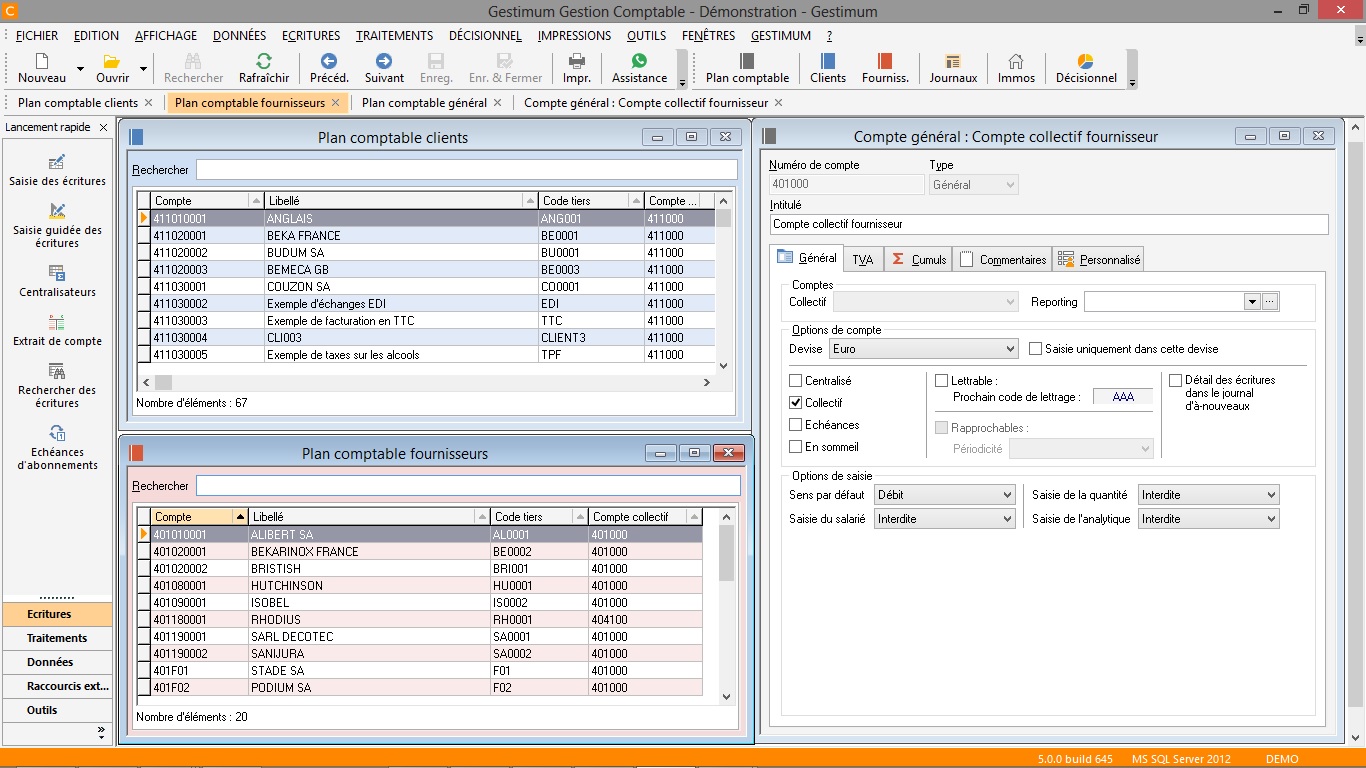 Gestimum Gestion Comptable - Démonstration - Gestimum
FICHIER EDITION AFFICHAGE DONNÉES ECRITURES TRAITEMENTS DÉCISIONNEL IMPRESSIONS OUTILS FENÊTRES GESTIMUM ?
Nouveau Ouvrir Rechercher Rafraîchir Précéd. Suivant Enreg. Enr. & Fermer Impr. Assistance Plan comptable Clients Fourniss. Journaux Immos Décisionnel
Plan comptable clients Plan comptable fournisseurs Plan comptable général Compte général : Compte collectif fournisseur
Lancement rapide
Saisie des écritures
Saisie guidée des
écritures
Centralisateurs
Extrait de compte
Rechercher des
écritures
Echéances
d'abonnements
Ecritures
Traitements
Données
Raccourcis ext...
Outils
Plan comptable clients
Rechercher
Compte Libellé Code tiers Compte ...
411010001 ANGLAIS ANG001 411000
411020001 BEKA FRANCE BE0001 411000
411020002 BUDUM SA BU0001 411000
411020003 BEMECA GB BE0003 411000
411030001 COUZON SA CO0001 411000
411030002 Exemple d'échanges EDI EDI 411000
411030003 Exemple de facturation en TTC TTC 411000
411030004 CLI003 CLIENT3 411000
411030005 Exemple de taxes sur les alcools TPF 411000
Nombre d'éléments : 67
Plan comptable fournisseurs
Rechercher
Compte Libellé Code tiers Compte collectif
401010001 ALIBERT SA AL0001 401000
401020001 BEKARINOX FRANCE BE0002 401000
401020002 BRISTISH BRI001 401000
401080001 HUTCHINSON HU0001 401000
401090001 ISOBEL IS0002 401000
401180001 RHODIUS RH0001 404100
401190001 SARL DECOTEC SA0001 401000
401190002 SANIJURA SA0002 401000
401F01 STADE SA F01 401000
401F02 PODIUM SA F02 401000
Nombre d'éléments : 20
Compte général : Compte collectif fournisseur
Numéro de compte Type
401000 Général
Intitulé
Compte collectif fournisseur
Général TVA Cumuls Commentaires Personnalisé
Comptes
Collectif Reporting
Options de compte
Devise Euro Saisie uniquement dans cette devise
Centralisé
Collectif
Echéances
En sommeil
Lettrable :
Prochain code de lettrage : AAA
Rapprochables :
Périodicité
Détail des écritures
dans le journal
d'à-nouveaux
Options de saisie
Sens par défaut Débit Saisie de la quantité Interdite
Saisie du salarié Interdite Saisie de l'analytique Interdite
5.0.0 build 645 MS SQL Server 2012 DEMO